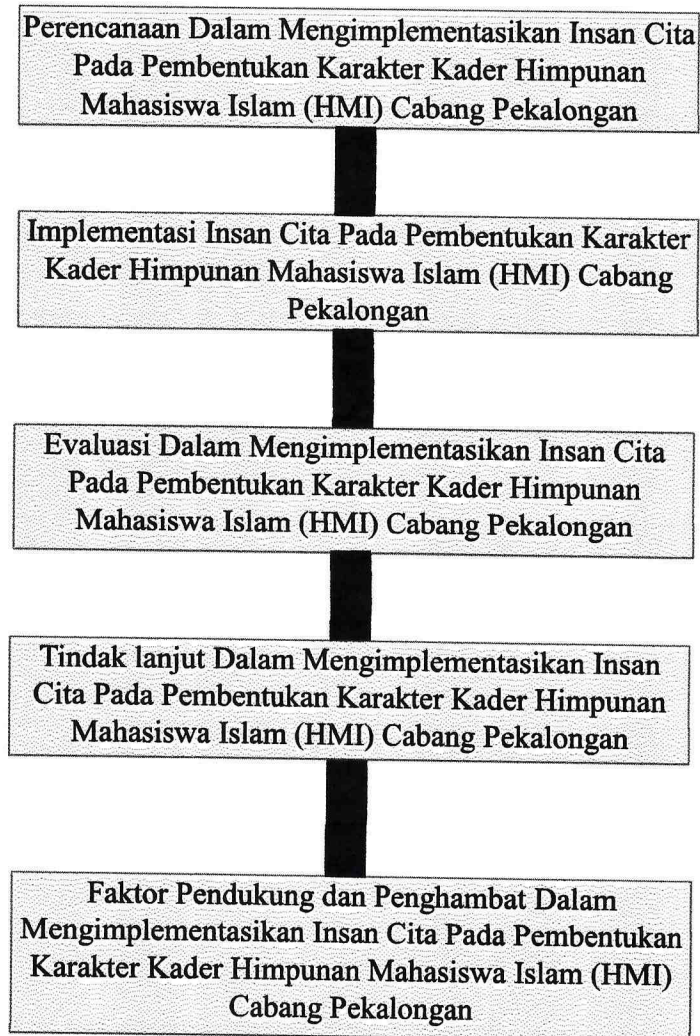 Perencanaan Dalam Mengimplementasikan Insan Cita
Pada Pembentukan Karakter Kader Himpunan
Mahasiswa Islam (HMI) Cabang Pekalongan
Implementasi Insan Cita Pada Pembentukan Karakter
Kader Himpunan Mahasiswa Islam (HMI) Cabang
Pekalongan
Evaluasi Dalam Mengimplementasikan Insan Cita
Pada Pembentukan Karakter Kader Himpunan
Mahasiswa Islam (HMI) Cabang Pekalongan
Tindak lanjut Dalam Mengimplementasikan Insan
Cita Pada Pembentukan Karakter Kader Himpunan
Mahasiswa Islam (HMI) Cabang Pekalongan
Faktor Pendukung dan Penghambat Dalam
Mengimplementasikan Insan Cita Pada Pembentukan
Karakter Kader Himpunan Mahasiswa Islam (HMI)
Cabang Pekalongan